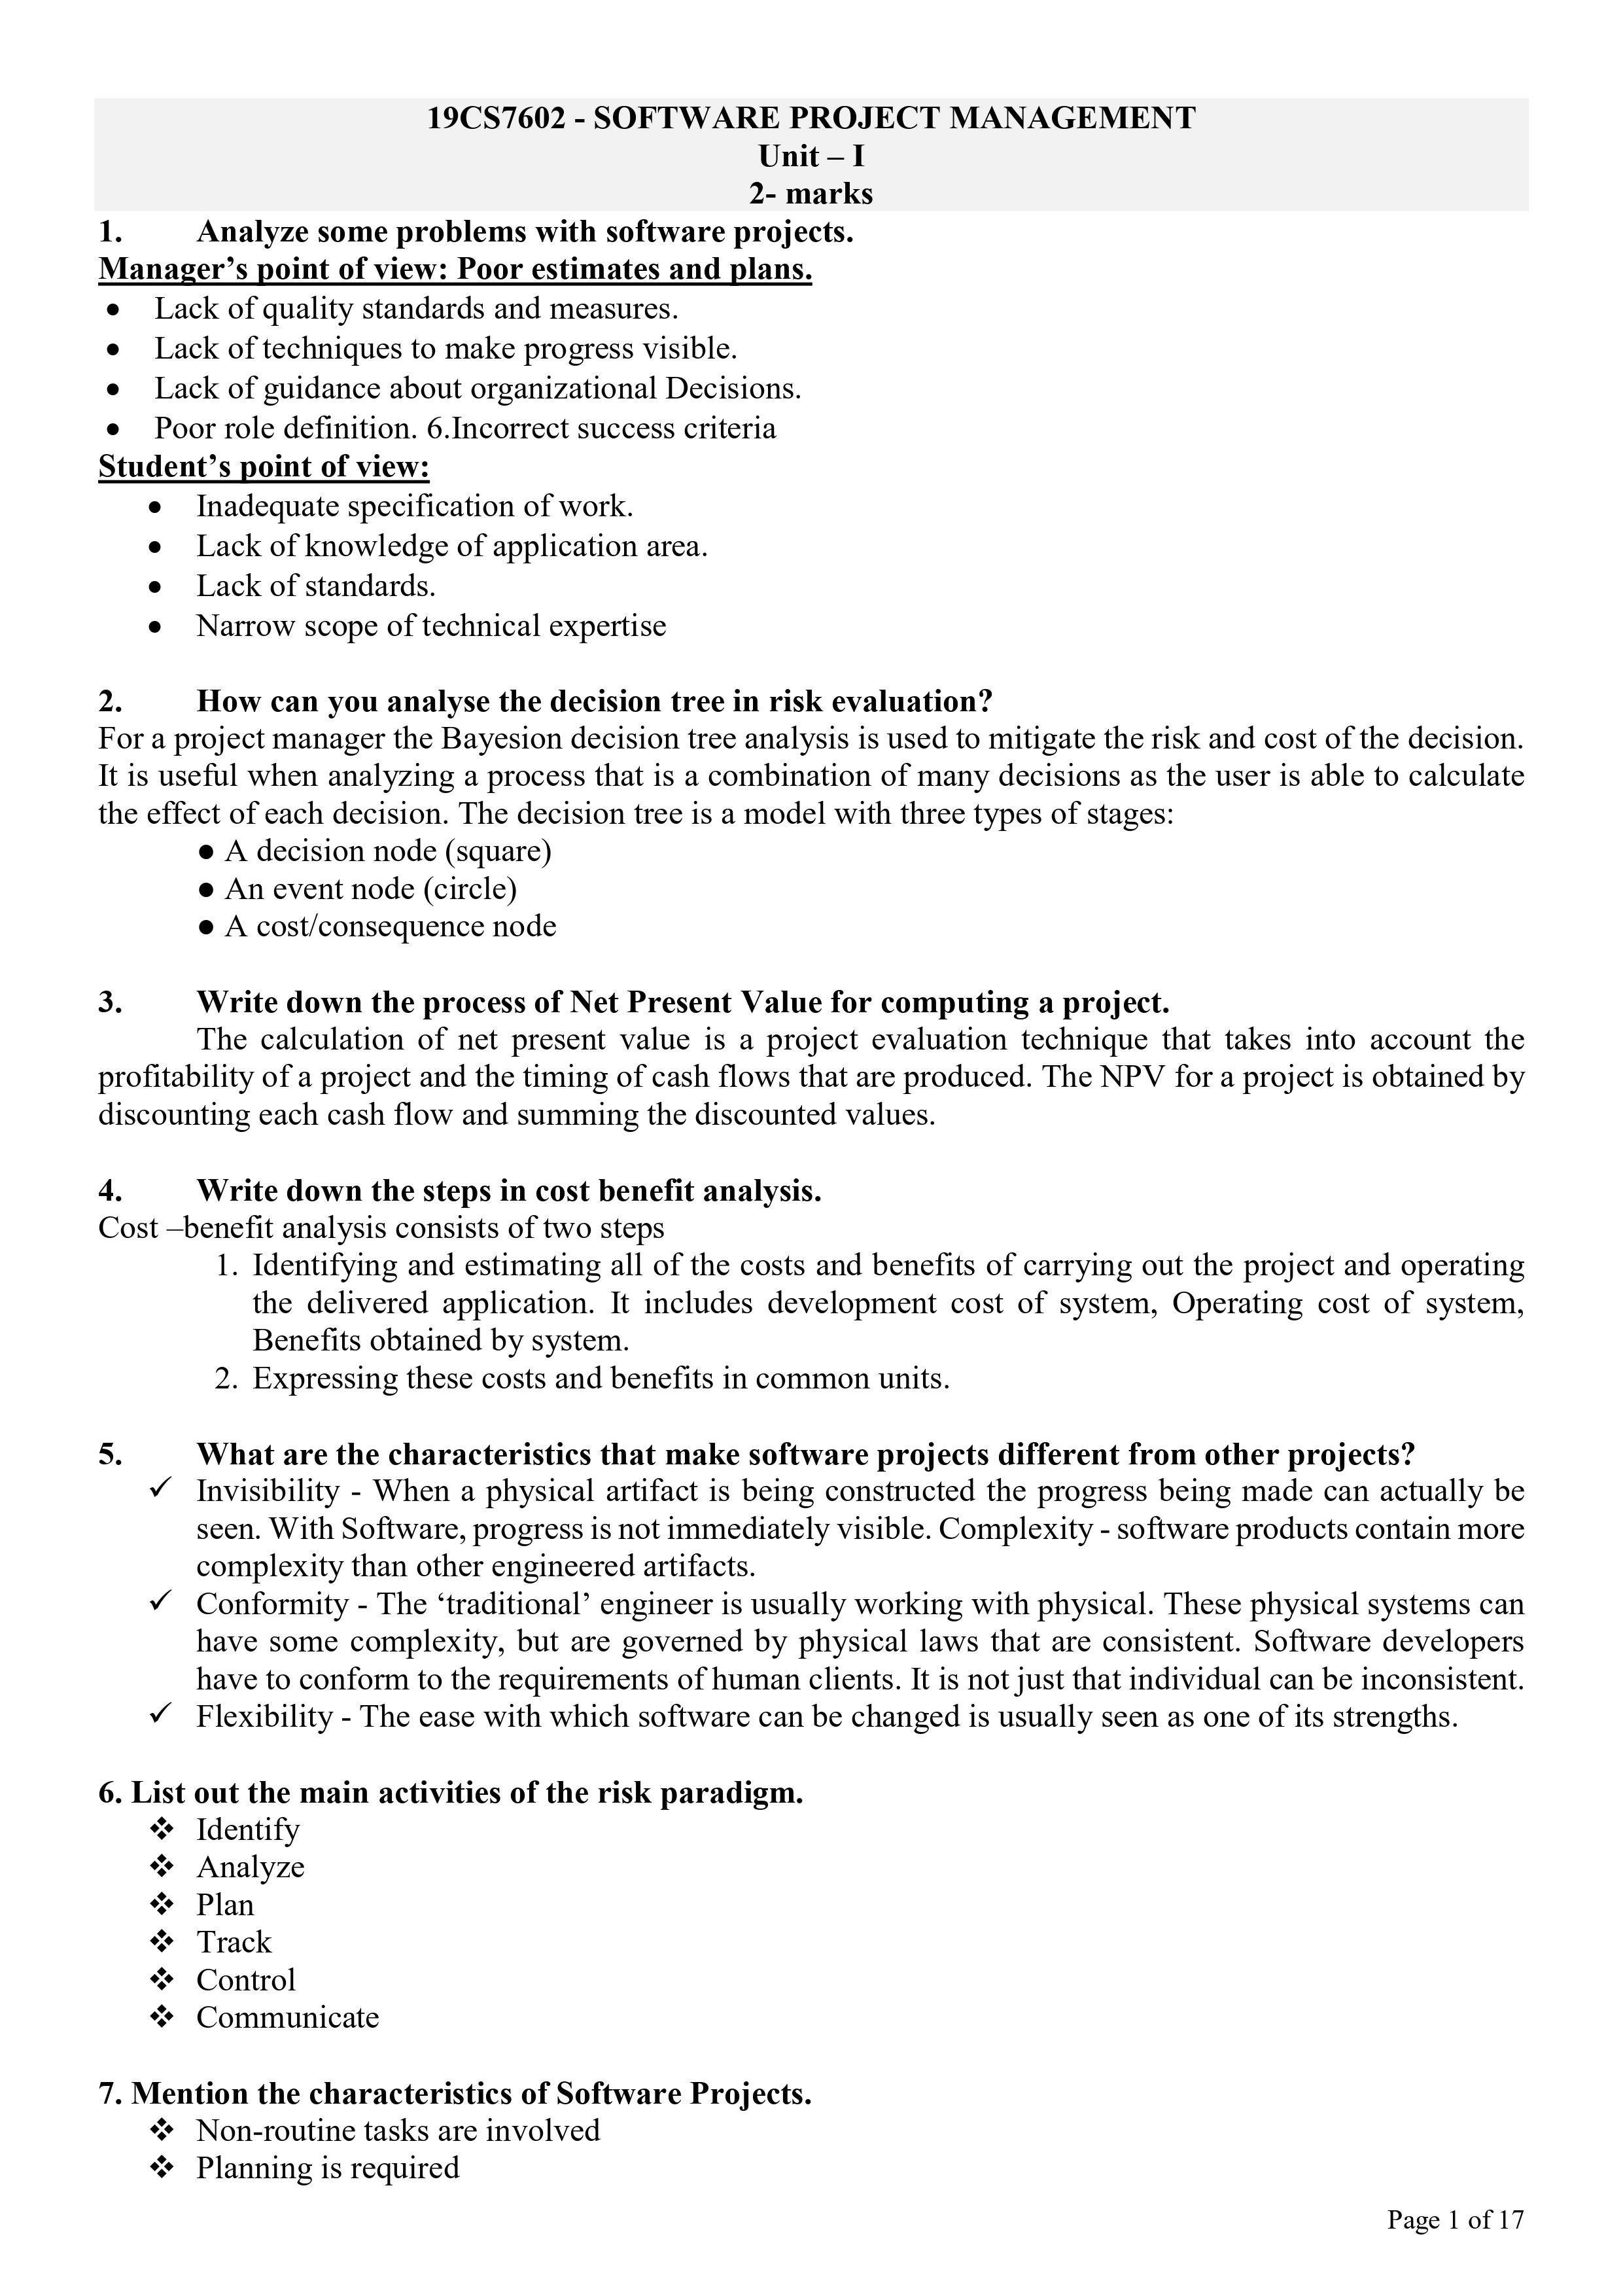 19CS7602 - SOFTWARE PROJECT MANAGEMENT
Unit – I
2- marks
1. Analyze some problems with software projects.
Manager’s point of view: Poor estimates and plans.
• Lack of quality standards and measures.
• Lack of techniques to make progress visible.
• Lack of guidance about organizational Decisions.
• Poor role definition. 6.Incorrect success criteria
Student’s point of view:
• Inadequate specification of work.
• Lack of knowledge of application area.
• Lack of standards.
• Narrow scope of technical expertise
2. How can you analyse the decision tree in risk evaluation?
For a project manager the Bayesion decision tree analysis is used to mitigate the risk and cost of the decision.
It is useful when analyzing a process that is a combination of many decisions as the user is able to calculate
the effect of each decision. The decision tree is a model with three types of stages:
● A decision node (square)
● An event node (circle)
● A cost/consequence node
3. Write down the process of Net Present Value for computing a project.
The calculation of net present value is a project evaluation technique that takes into account the
profitability of a project and the timing of cash flows that are produced. The NPV for a project is obtained by
discounting each cash flow and summing the discounted values.
4. Write down the steps in cost benefit analysis.
Cost –benefit analysis consists of two steps
1. Identifying and estimating all of the costs and benefits of carrying out the project and operating
the delivered application. It includes development cost of system, Operating cost of system,
Benefits obtained by system.
2. Expressing these costs and benefits in common units.
5. What are the characteristics that make software projects different from other projects?
✓ Invisibility - When a physical artifact is being constructed the progress being made can actually be
seen. With Software, progress is not immediately visible. Complexity - software products contain more
complexity than other engineered artifacts.
✓ Conformity - The ‘traditional’ engineer is usually working with physical. These physical systems can
have some complexity, but are governed by physical laws that are consistent. Software developers
have to conform to the requirements of human clients. It is not just that individual can be inconsistent.
✓ Flexibility - The ease with which software can be changed is usually seen as one of its strengths.
6. List out the main activities of the risk paradigm.
❖ Identify
❖ Analyze
❖ Plan
❖ Track
❖ Control
❖ Communicate
7. Mention the characteristics of Software Projects.
❖ Non-routine tasks are involved
❖ Planning is required
Page 1 of 17